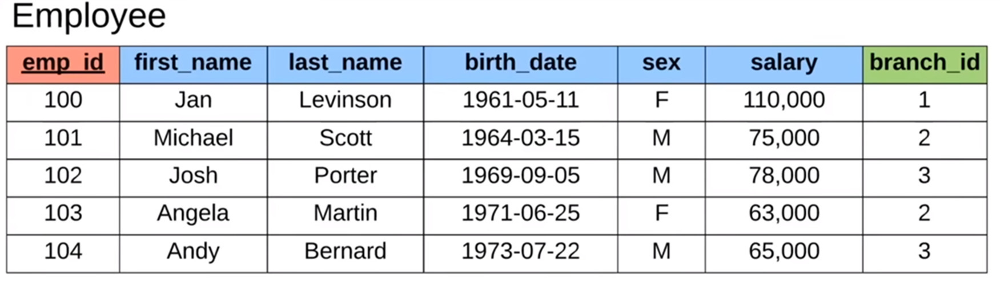 Employee
emp_id first_name last_name birth_date sex salary branch_id
100 Jan Levinson 1961-05-11 F 110,000 1
101 Michael Scott 1964-03-15 M 75,000 2
102 Josh Porter 1969-09-05 M 78,000 3
103 Angela Martin 1971-06-25 F 63,000 2
104 Andy Bernard 1973-07-22 M 65,000 3